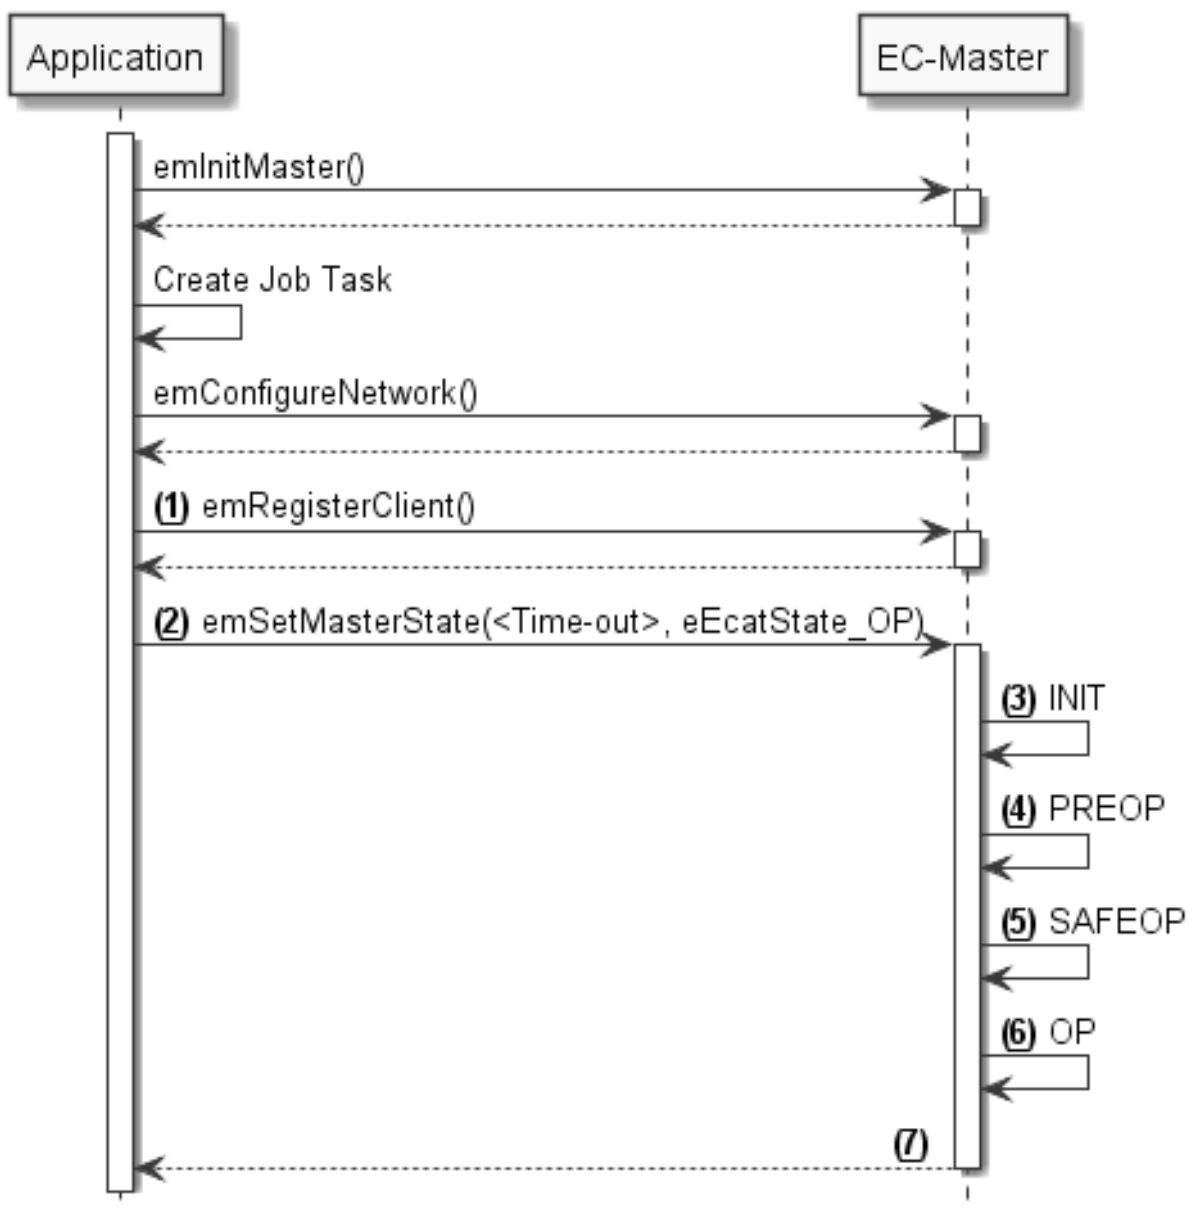 Application
EC-Master
emInitMaster()
Create Job Task
emConfigureNetwork()
(1) emRegisterClient()
(2) emSetMasterState(<Time-out>, eEcatState_OP)
(3) INIT
(4) PREOP
(5) SAFEOP
(6) OP
(7)